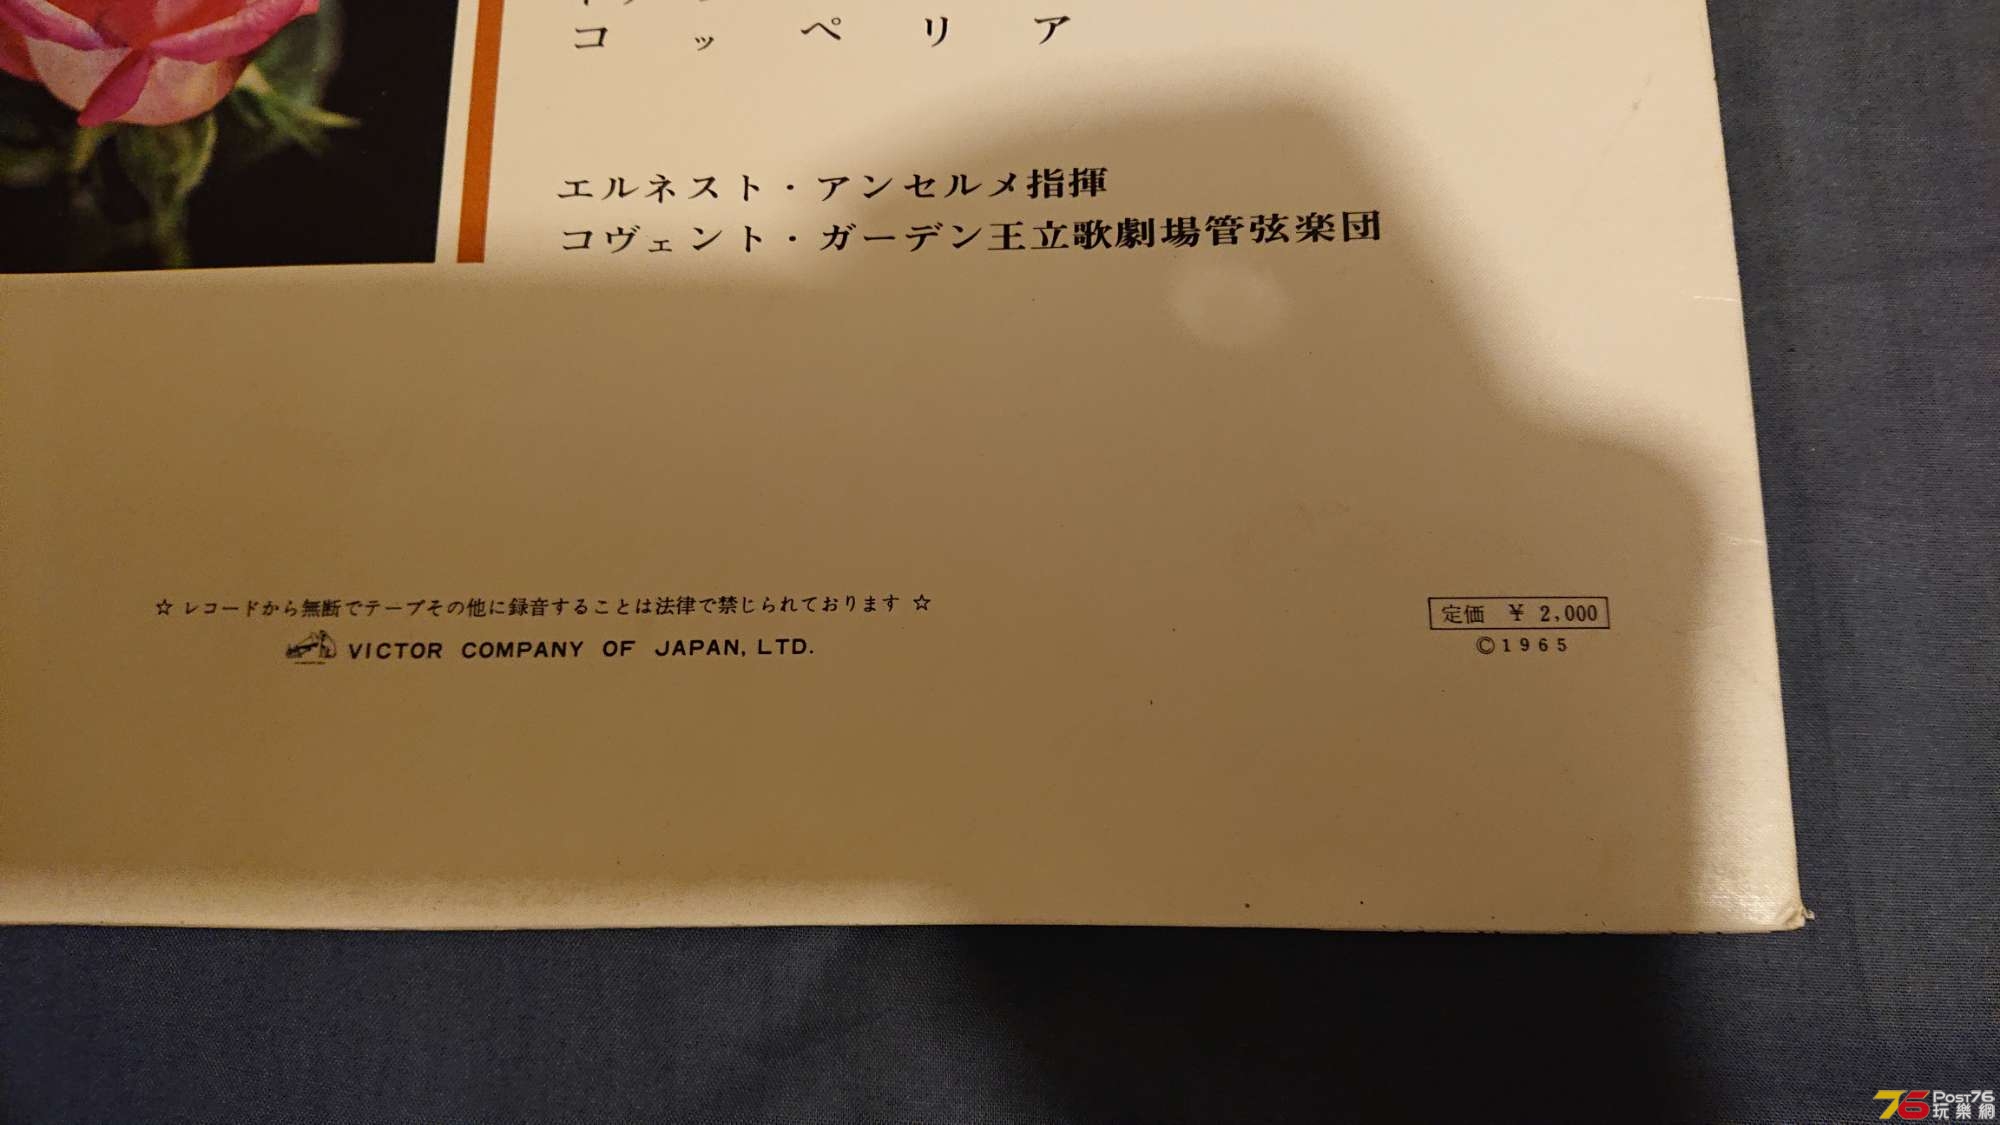 コッペリア
エルネスト・アンセルメ指揮
コヴェント・ガーデン王立歌劇場管弦楽団
☆ レコードから無断でテープその他に録音することは法律で禁じられております ☆
VICTOR COMPANY OF JAPAN, LTD.
定価 ¥ 2,000
©1965
76 Post76
玩樂網